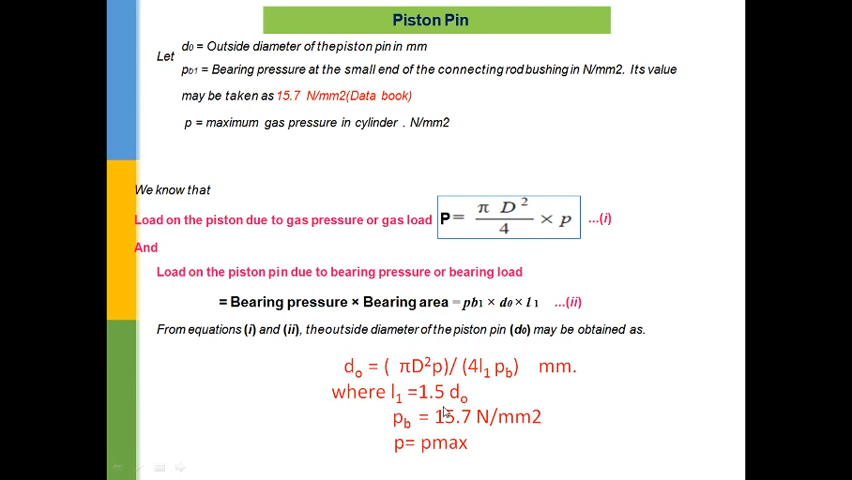 Piston Pin
Let
d0 = Outside diameter of thepiston pin in mm
pb1 = Bearing pressure at the small end of the connecting rod bushing in N/mm2. Its value
may be taken as 15.7 N/mm2(Data book)
p = maximum gas pressure in cylinder . N/mm2
We know that
Load on the piston due to gas pressure or gas load P= π D² / 4 × p ...(i)
And
Load on the piston pin due to bearing pressure or bearing load
= Bearing pressure × Bearing area = pb1 × d0 × l1 ...(ii)
From equations (i) and (ii), the outside diameter of the piston pin (d0) may be obtained as.
do = ( πD²p)/ (4l1 pb) mm.
where l1 =1.5 do
pb = 15.7 N/mm2
p= pmax